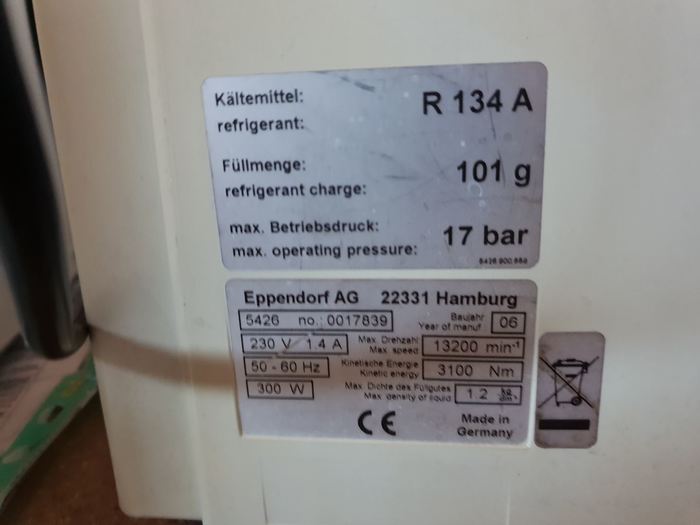 Kältemittel:
refrigerant:
R 134 A
Füllmenge:
refrigerant charge:
101 g
max. Betriebsdruck:
max. operating pressure:
17 bar
Eppendorf AG 22331 Hamburg
5426 no.: 0017839
Baujahr
Year of manuf
06
230 V 1.4 A
Max. Drehzahl
Max. speed
13200 min⁻¹
50 - 60 Hz
Kinetische Energie
Kinetic energy
3100 Nm
300 W
Max. Dichte des Füllgutes
Max. density of liquid
1.2 kg
CE
Made in
Germany